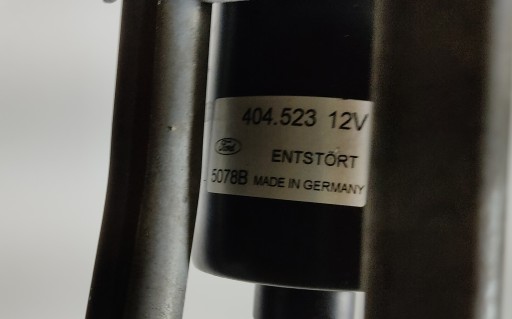 404.523 12V
Ford
ENTSTÖRT
5078B MADE IN GERMANY